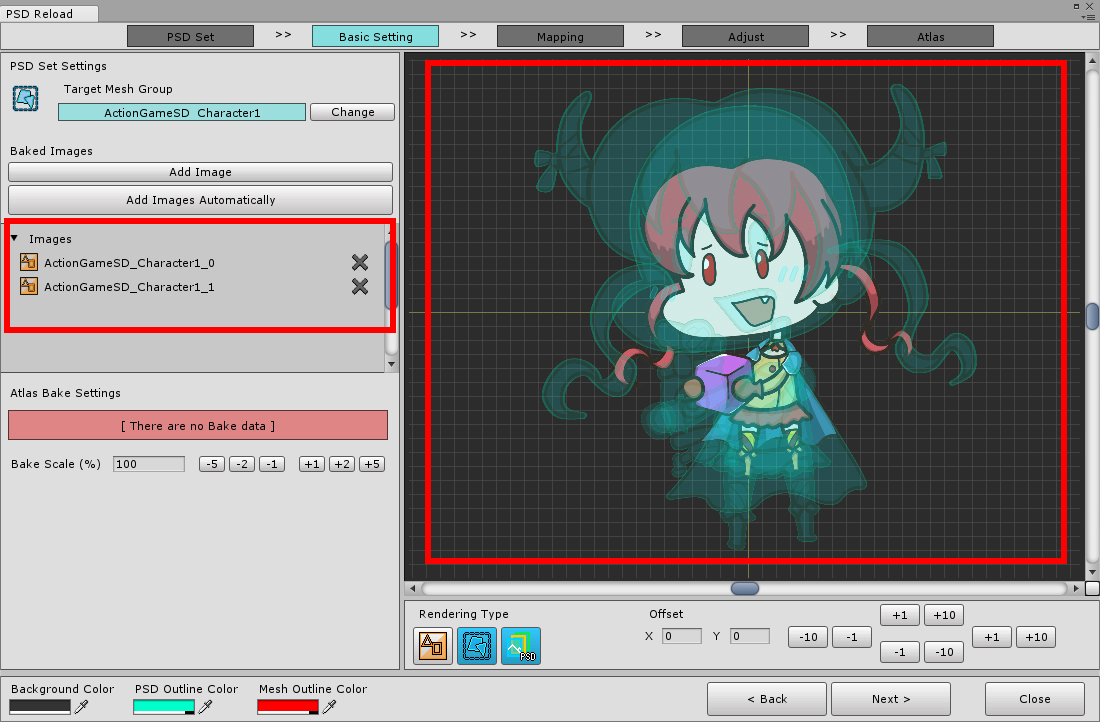 PSD Reload
PSD Set >> Basic Setting >> Mapping >> Adjust >> Atlas
PSD Set Settings
Target Mesh Group
ActionGameSD_Character1 Change
Baked Images
Add Image
Add Images Automatically
Images
ActionGameSD_Character1_0
ActionGameSD_Character1_1
Atlas Bake Settings
[ There are no Bake data ]
Bake Scale (%) 100 -5 -2 -1 +1 +2 +5
Rendering Type
PSD
Offset
X 0 Y 0 -10 -1 +1 +10 -1 -10 +1 +10
Background Color PSD Outline Color Mesh Outline Color
< Back Next > Close